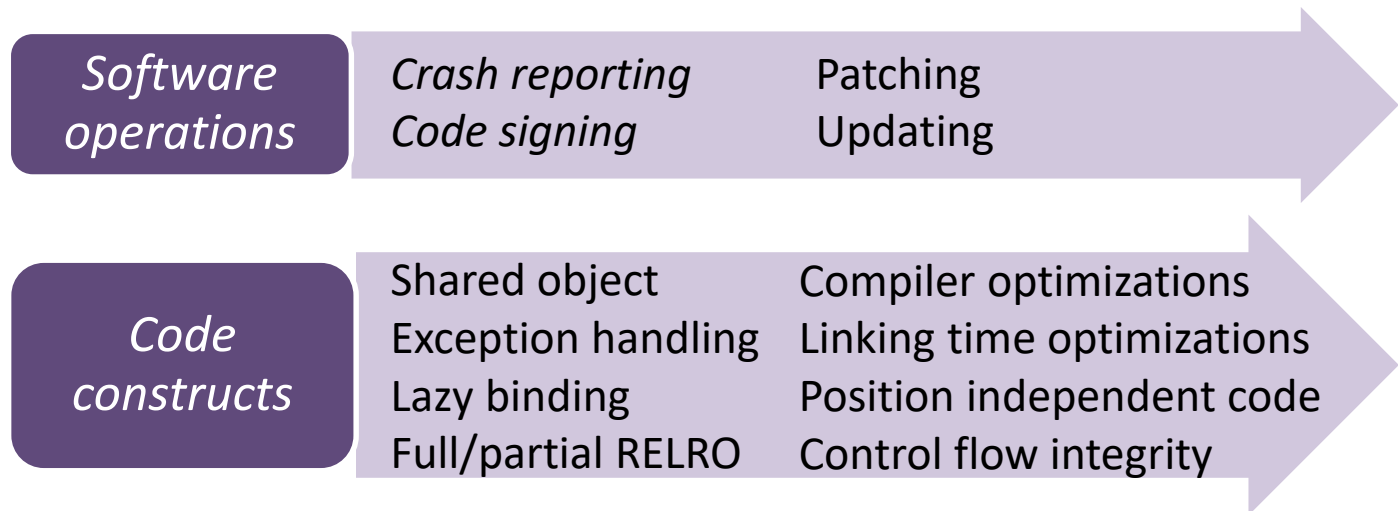 Software
operations
Crash reporting
Code signing
Patching
Updating
Code
constructs
Shared object
Exception handling
Lazy binding
Full/partial RELRO
Compiler optimizations
Linking time optimizations
Position independent code
Control flow integrity